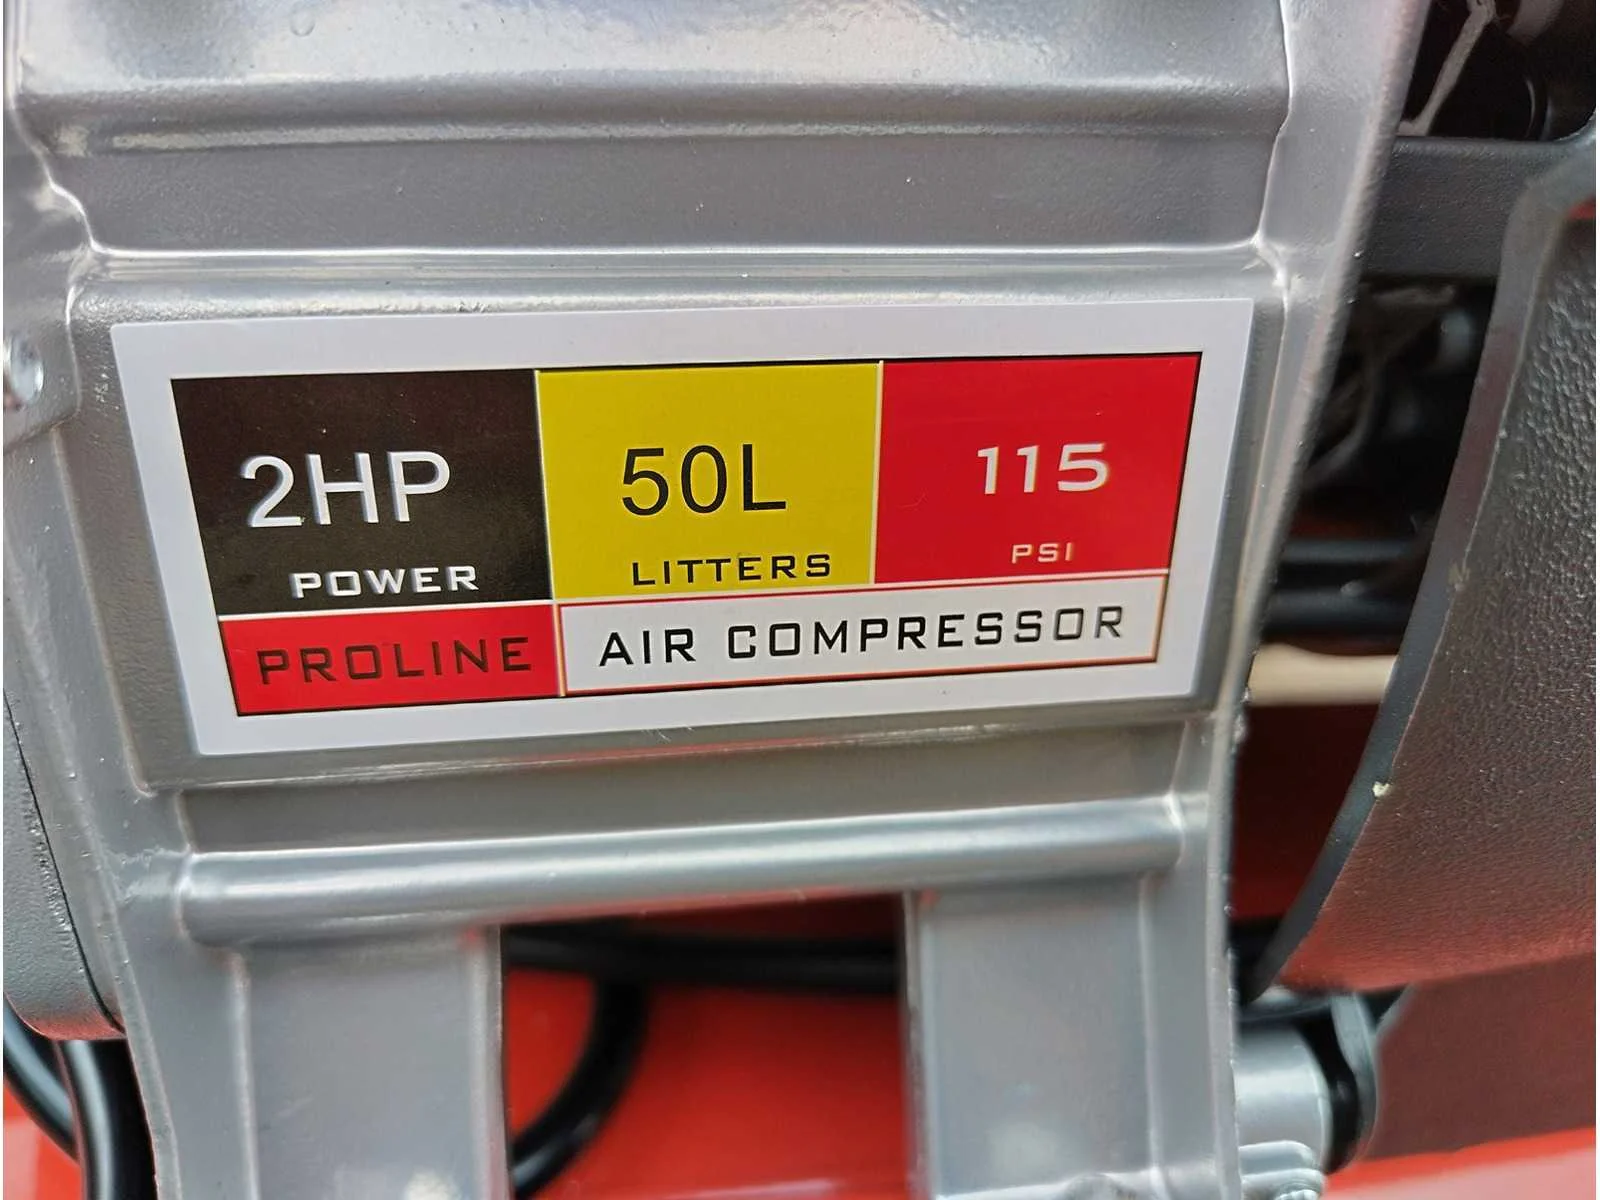 2HP 50L 115
POWER LITTERS PSI
PROLINE AIR COMPRESSOR